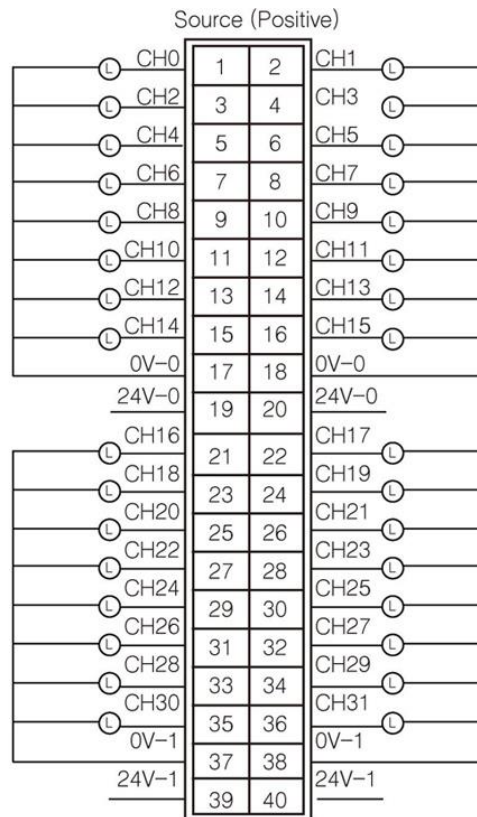 Source (Positive)
L CH0 1 2 CH1 L
L CH2 3 4 CH3 L
L CH4 5 6 CH5 L
L CH6 7 8 CH7 L
L CH8 9 10 CH9 L
L CH10 11 12 CH11 L
L CH12 13 14 CH13 L
L CH14 15 16 CH15 L
0V-0 17 18 0V-0
24V-0 19 20 24V-0
L CH16 21 22 CH17 L
L CH18 23 24 CH19 L
L CH20 25 26 CH21 L
L CH22 27 28 CH23 L
L CH24 29 30 CH25 L
L CH26 31 32 CH27 L
L CH28 33 34 CH29 L
L CH30 35 36 CH31 L
0V-1 37 38 0V-1
24V-1 39 40 24V-1